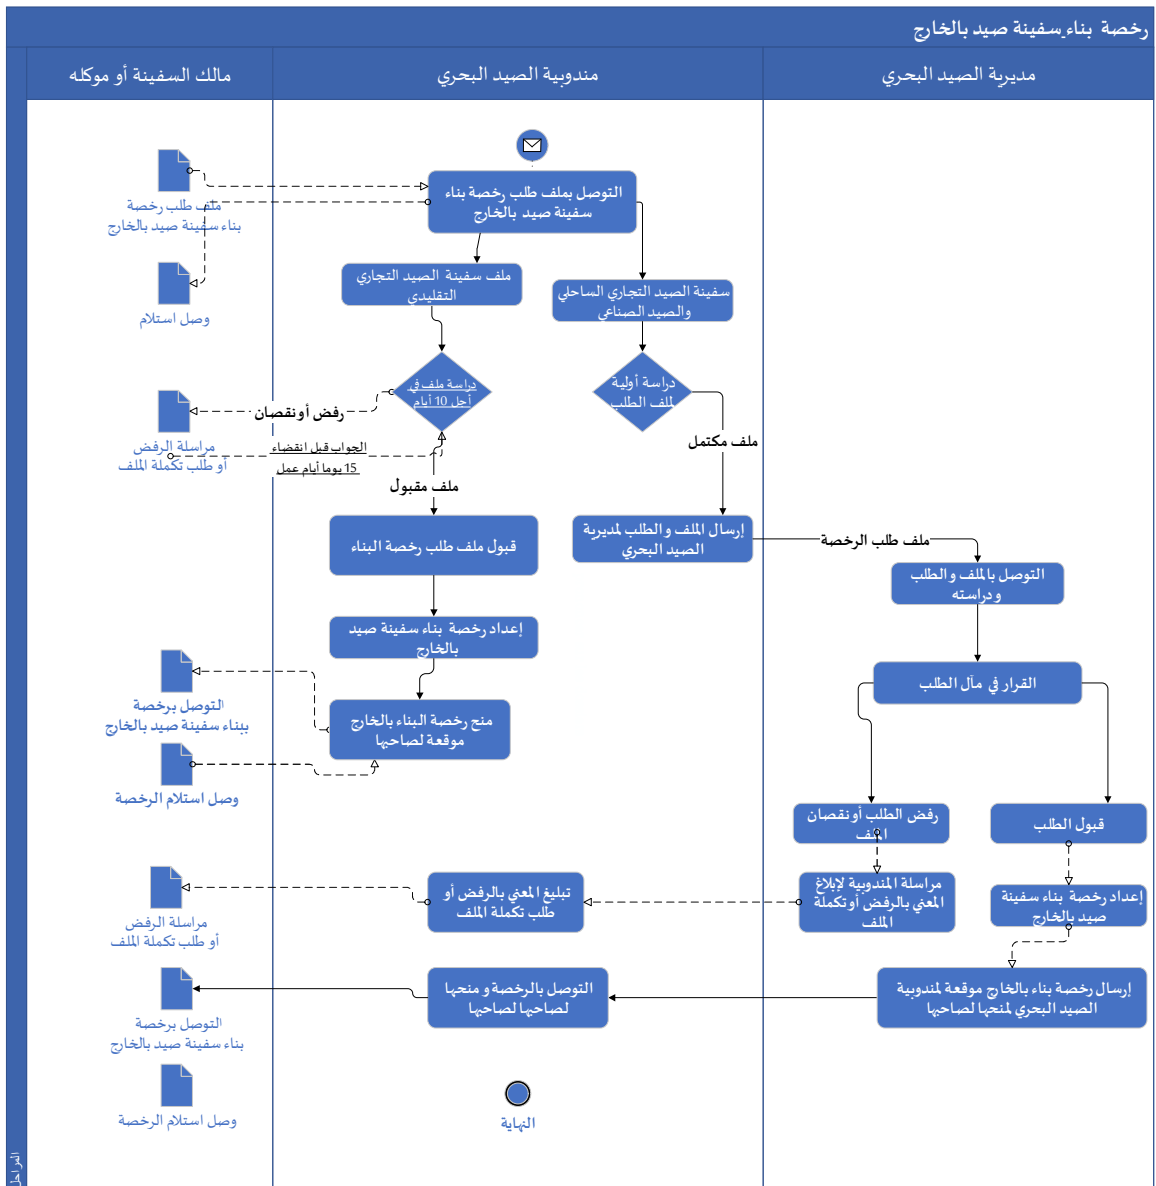 رخصة بناء سفينة صيد بالخارج
مديرية الصيد البحري
مندوبية الصيد البحري
مالك السفينة أو موكله
التوصل بملف طلب رخصة بناء
سفينة صيد بالخارج
ملف طلب رخصة
بناء سفينة صيد بالخارج
ملف سفينة الصيد التجاري
التقليدي
سفينة الصيد التجاري الساحلي
والصيد الصناعي
وصل استلام
دراسة أولية
لملف الطلب
دراسة ملف في
أجل 10 أيام
رفض أو نقصان
مراسلة الرفض
أو طلب تكملة الملف
الجواب قبل انقضاء
15 يوما أيام عمل
ملف مكتمل
ملف مقبول
إرسال الملف والطلب لمديرية
الصيد البحري
قبول ملف طلب رخصة البناء
ملف طلب الرخصة
التوصل بالملف والطلب
ودراسته
إعداد رخصة بناء سفينة صيد
بالخارج
القرار في مآل الطلب
التوصل برخصة
ببناء سفينة صيد بالخارج
منح رخصة البناء بالخارج
موقعة لصاحبها
وصل استلام الرخصة
رفض الطلب أو نقصان
الملف
قبول الطلب
مراسلة المندوبية لإبلاغ
المعني بالرفض أو تكملة
الملف
إعداد رخصة بناء سفينة
صيد بالخارج
تبليغ المعني بالرفض أو
طلب تكملة الملف
مراسلة الرفض
أو طلب تكملة الملف
إرسال رخصة بناء بالخارج موقعة لمندوبية
الصيد البحري لمنحها لصاحبها
التوصل بالرخصة و منحها
لصاحبها لصاحبها
التوصل برخصة
بناء سفينة صيد بالخارج
وصل استلام الرخصة
النهاية
المراحل